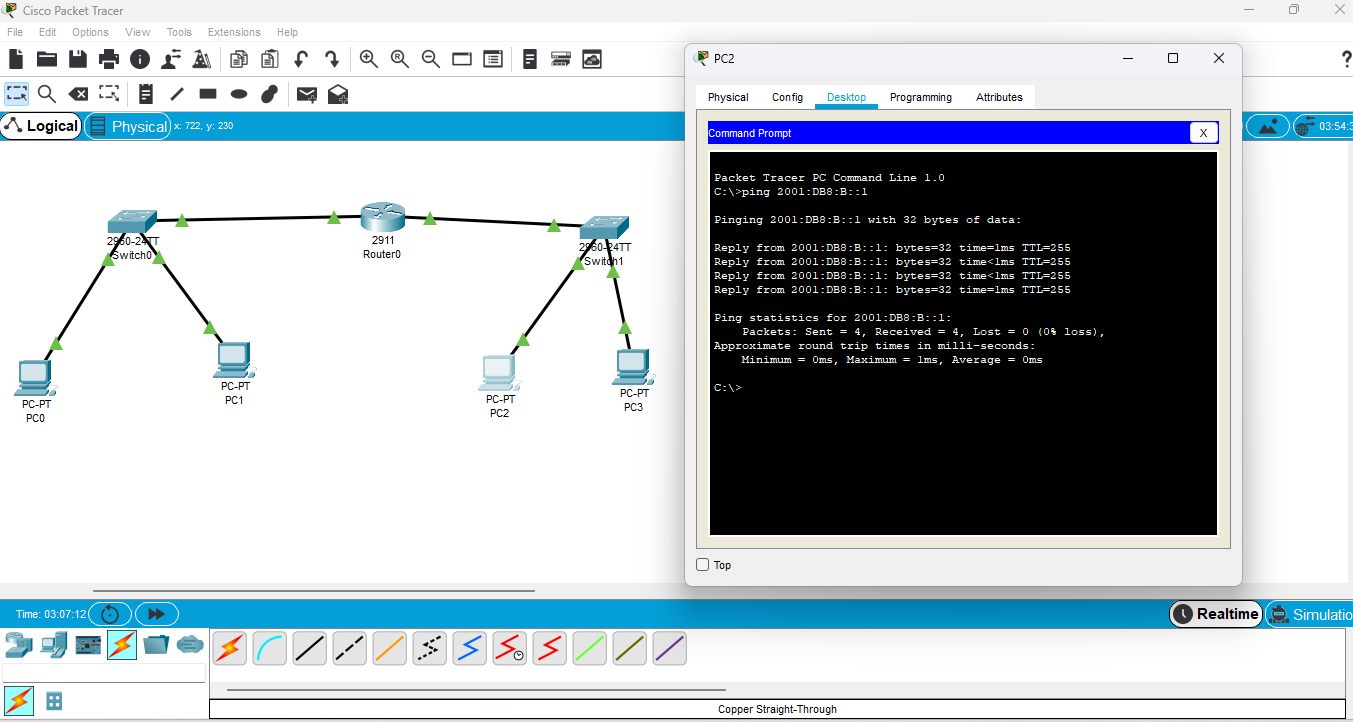 Cisco Packet Tracer
File Edit Options View Tools Extensions Help
Logical
Physical
x: 722, y: 230
03:54:3
2960-24TT
Switch0
2911
Router0
2960-24TT
Switch1
PC-PT
PC0
PC-PT
PC1
PC-PT
PC2
PC-PT
PC3
PC2
Physical Config Desktop Programming Attributes
Command Prompt
X
Packet Tracer PC Command Line 1.0
C:\>ping 2001:DB8:B::1
Pinging 2001:DB8:B::1 with 32 bytes of data:
Reply from 2001:DB8:B::1: bytes=32 time=1ms TTL=255
Reply from 2001:DB8:B::1: bytes=32 time<1ms TTL=255
Reply from 2001:DB8:B::1: bytes=32 time<1ms TTL=255
Reply from 2001:DB8:B::1: bytes=32 time=1ms TTL=255
Ping statistics for 2001:DB8:B::1:
Packets: Sent = 4, Received = 4, Lost = 0 (0% loss),
Approximate round trip times in milli-seconds:
Minimum = 0ms, Maximum = 1ms, Average = 0ms
C:\>
Top
Time: 03:07:12
Realtime
Simulatio
Copper Straight-Through